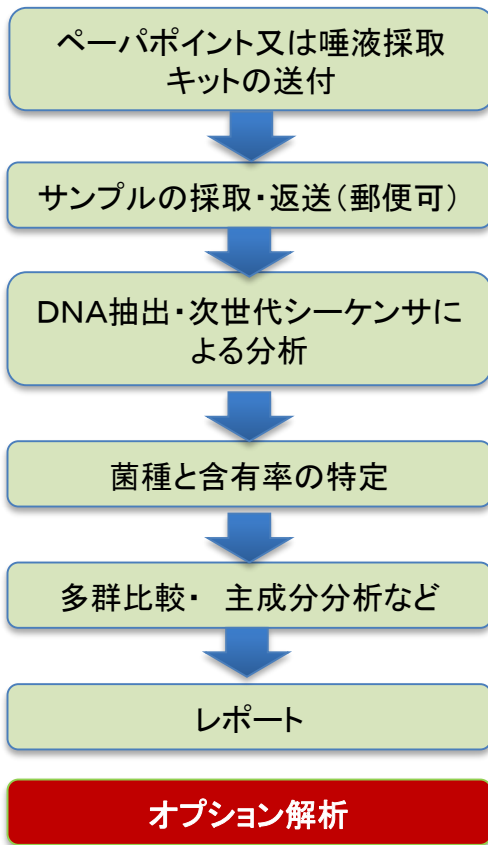 ペーパポイント又は唾液採取
キットの送付
サンプルの採取・返送(郵便可)
DNA抽出・次世代シーケンサに
よる分析
菌種と含有率の特定
多群比較・ 主成分分析など
レポート
オプション解析